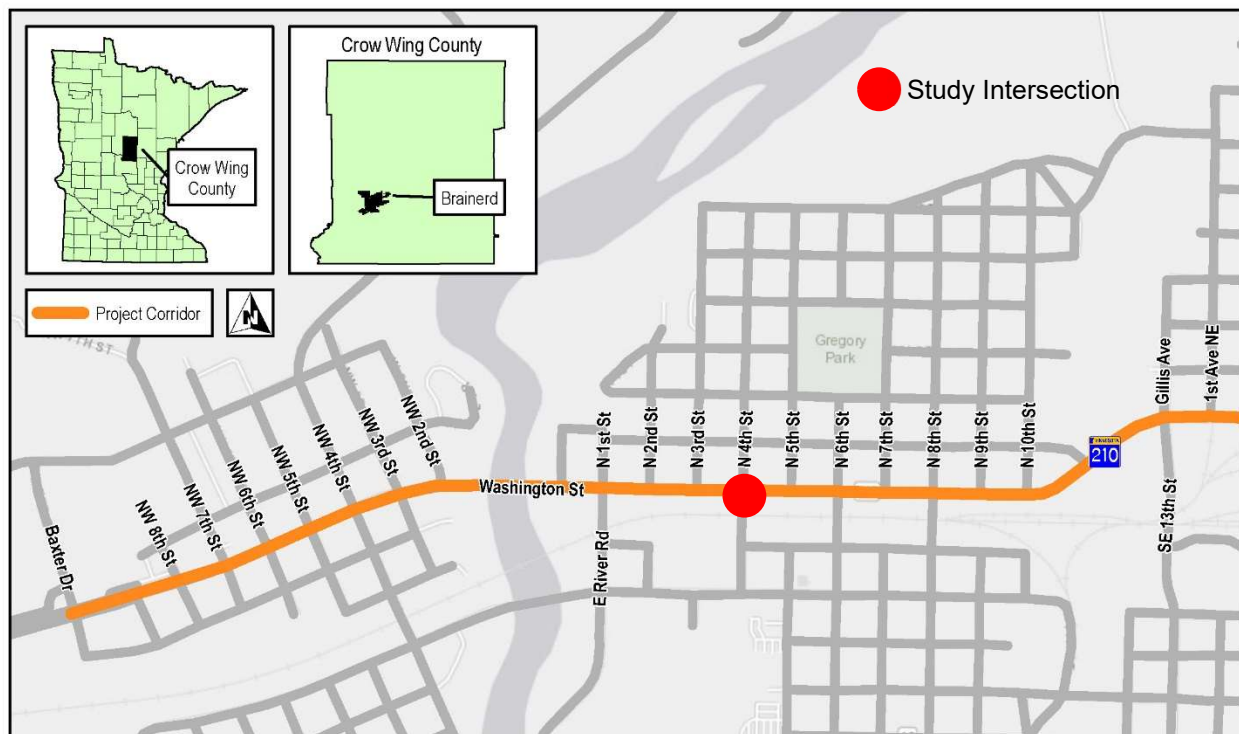 Crow Wing County
Crow Wing
County
Brainerd
Study Intersection
Project Corridor
N
Gregory
Park
Baxter Dr
NW 8th St
NW 7th St
NW 6th St
NW 5th St
NW 4th St
NW 3rd St
NW 2nd St
Washington St
N 1st St
N 2nd St
N 3rd St
N 4th St
N 5th St
N 6th St
N 7th St
N 8th St
N 9th St
N 10th St
Gillis Ave
1st Ave NE
210
E River Rd
SE 13th St